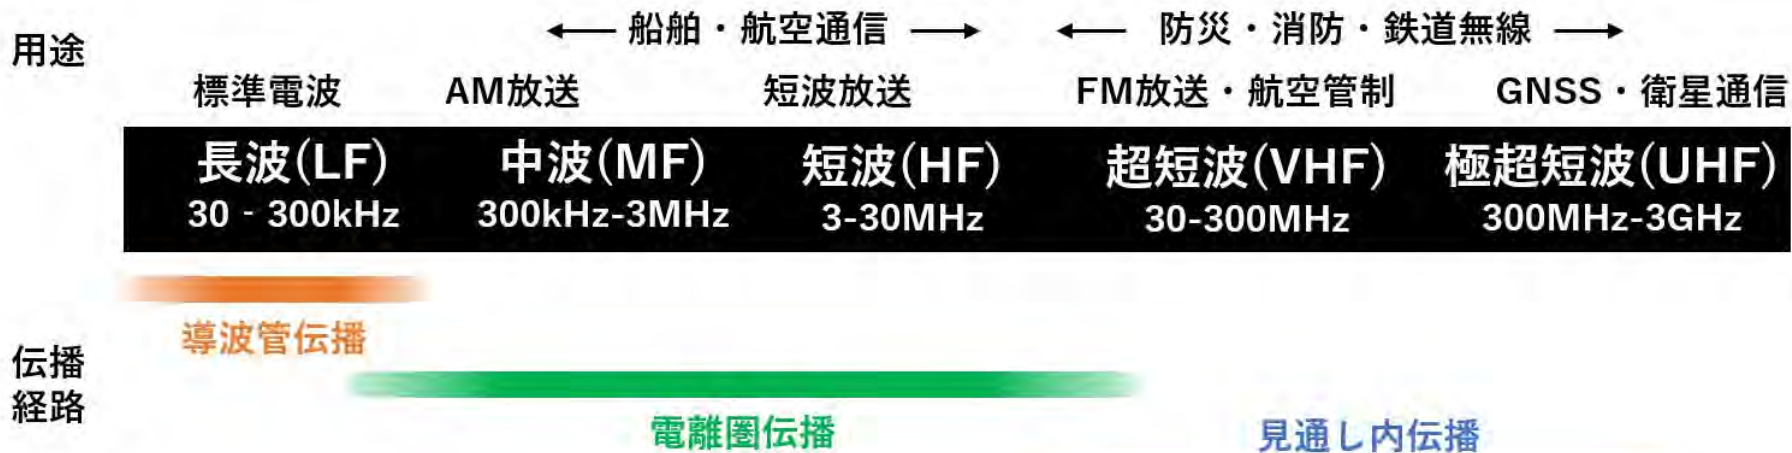 用途
船舶・航空通信
防災・消防・鉄道無線
標準電波
AM放送
短波放送
FM放送・航空管制
GNSS・衛星通信
長波(LF)
中波(MF)
短波(HF)
超短波(VHF)
極超短波(UHF)
30‐300kHz
300kHz-3MHz
3-30MHz
30-300MHz
300MHz-3GHz
導波管伝播
伝播
経路
電離圏伝播
見通し内伝播